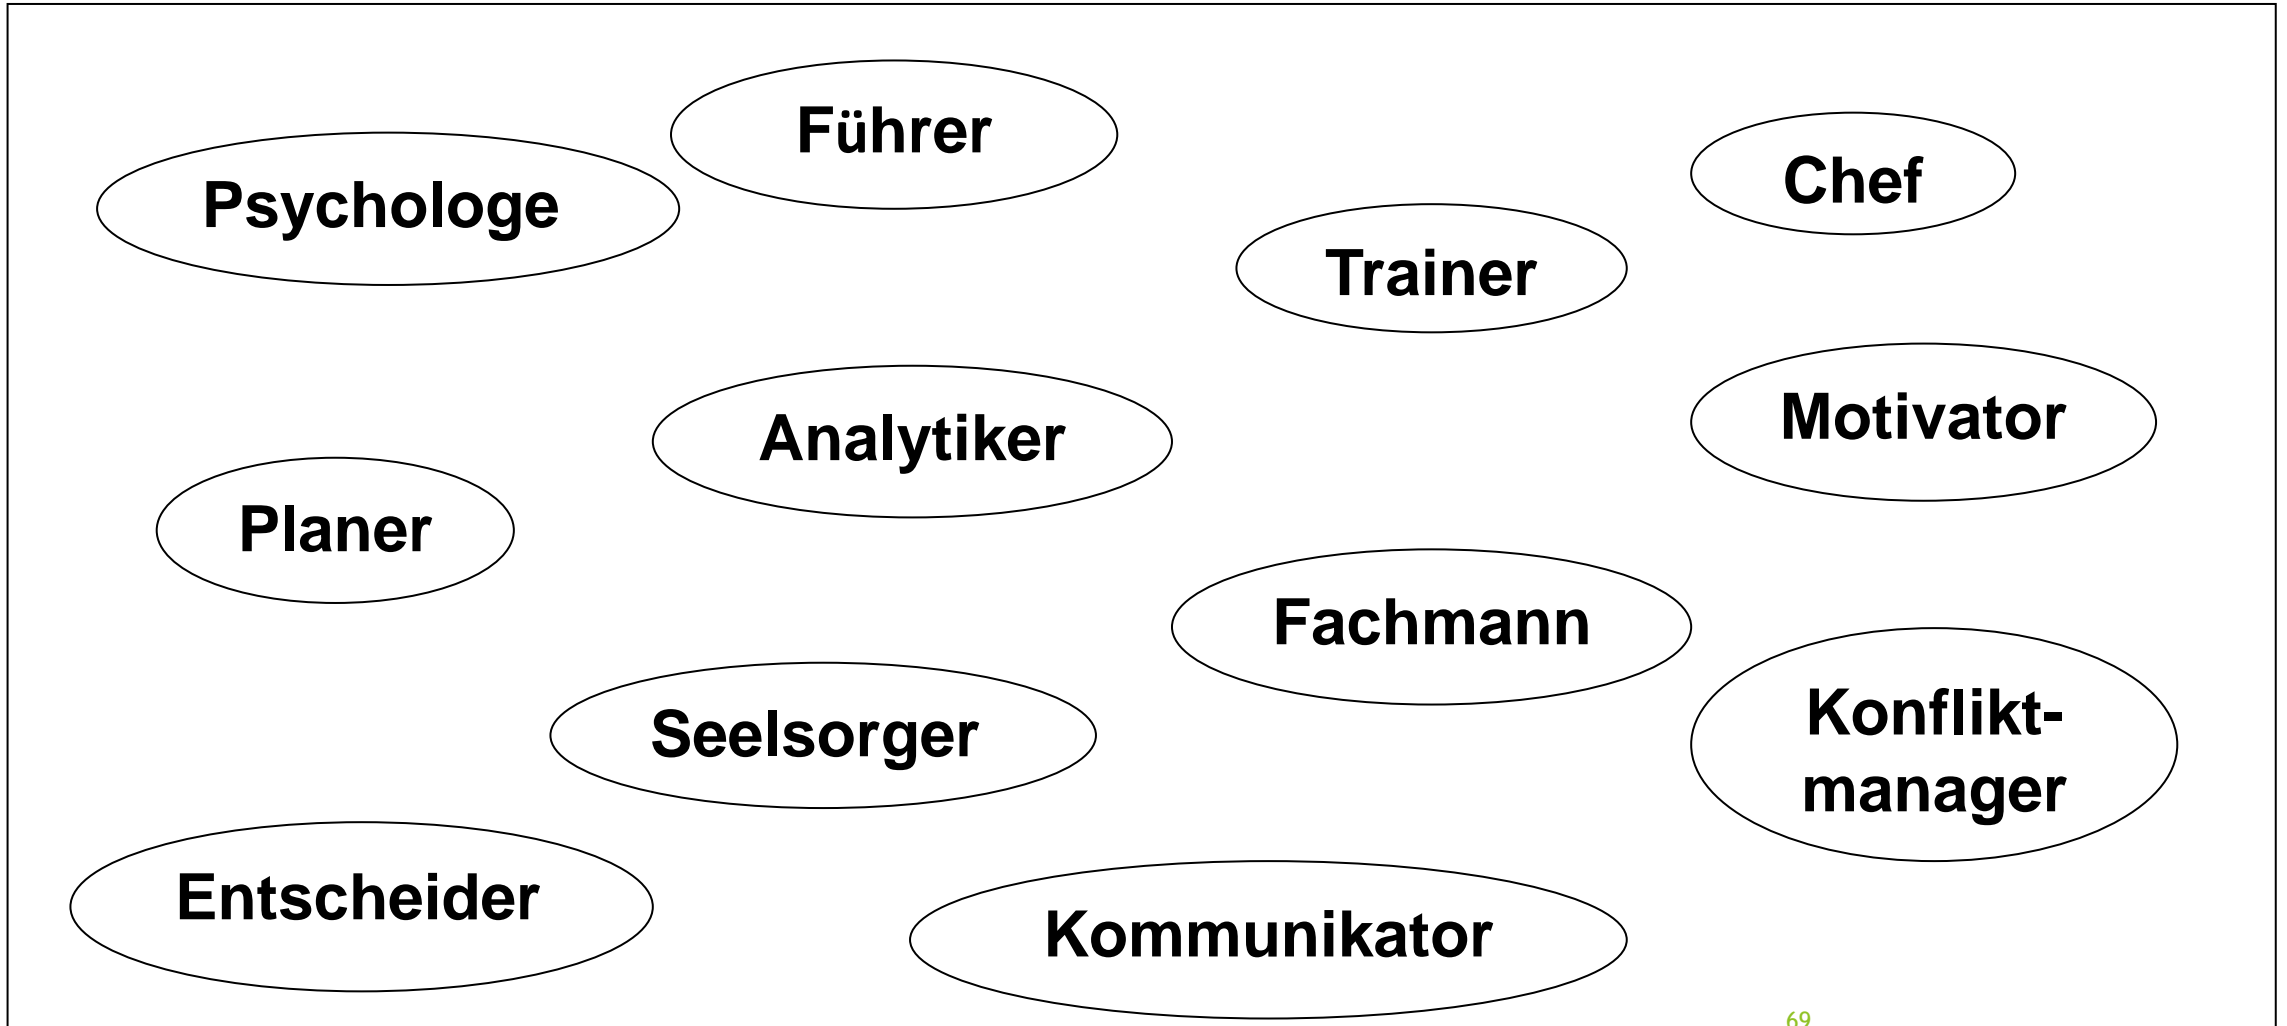 Führer
Psychologe
Chef
Trainer
Motivator
Analytiker
Planer
Fachmann
Konflikt-
manager
Seelsorger
Entscheider
Kommunikator
69